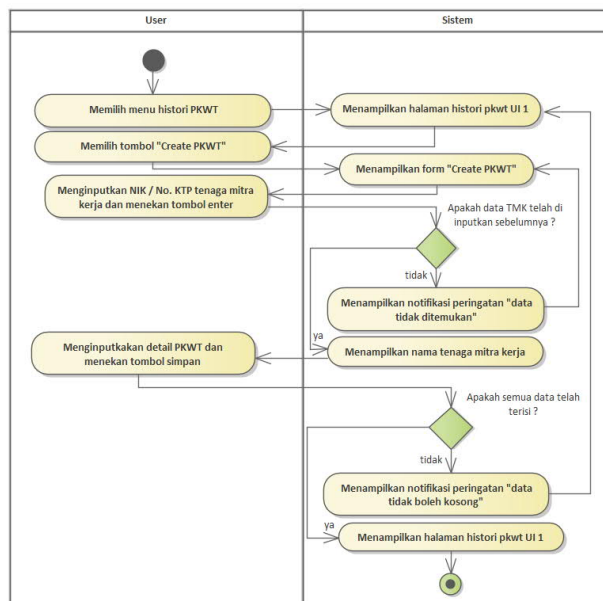 User
Sistem
Memilih menu histori PKWT
Menampilkan halaman histori pkwt UI 1
Memilih tombol "Create PKWT"
Menampilkan form "Create PKWT"
Menginputkan NIK / No. KTP tenaga mitra
kerja dan menekan tombol enter
Apakah data TMK telah di
inputkan sebelumnya ?
tidak
Menampilkan notifikasi peringatan "data
tidak ditemukan"
ya
Menampilkan nama tenaga mitra kerja
Menginputkakan detail PKWT dan
menekan tombol simpan
Apakah semua data telah
terisi ?
tidak
Menampilkan notifikasi peringatan "data
tidak boleh kosong"
ya
Menampilkan halaman histori pkwt UI 1